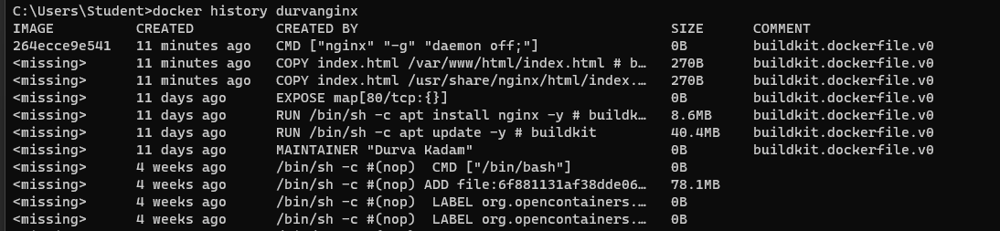 C:\Users\Student>docker history durvanginx
IMAGE CREATED CREATED BY SIZE COMMENT
264ecce9e541 11 minutes ago CMD ["nginx" "-g" "daemon off;"] 0B buildkit.dockerfile.v0
<missing> 11 minutes ago COPY index.html /var/www/html/index.html # b… 270B buildkit.dockerfile.v0
<missing> 11 minutes ago COPY index.html /usr/share/nginx/html/index.… 270B buildkit.dockerfile.v0
<missing> 11 days ago EXPOSE map[80/tcp:{}] 0B buildkit.dockerfile.v0
<missing> 11 days ago RUN /bin/sh -c apt install nginx -y # buildk… 8.6MB buildkit.dockerfile.v0
<missing> 11 days ago RUN /bin/sh -c apt update -y # buildkit 40.4MB buildkit.dockerfile.v0
<missing> 11 days ago MAINTAINER "Durva Kadam" 0B buildkit.dockerfile.v0
<missing> 4 weeks ago /bin/sh -c #(nop) CMD ["/bin/bash"] 0B
<missing> 4 weeks ago /bin/sh -c #(nop) ADD file:6f881131af38dde06… 78.1MB
<missing> 4 weeks ago /bin/sh -c #(nop) LABEL org.opencontainers.… 0B
<missing> 4 weeks ago /bin/sh -c #(nop) LABEL org.opencontainers.… 0B